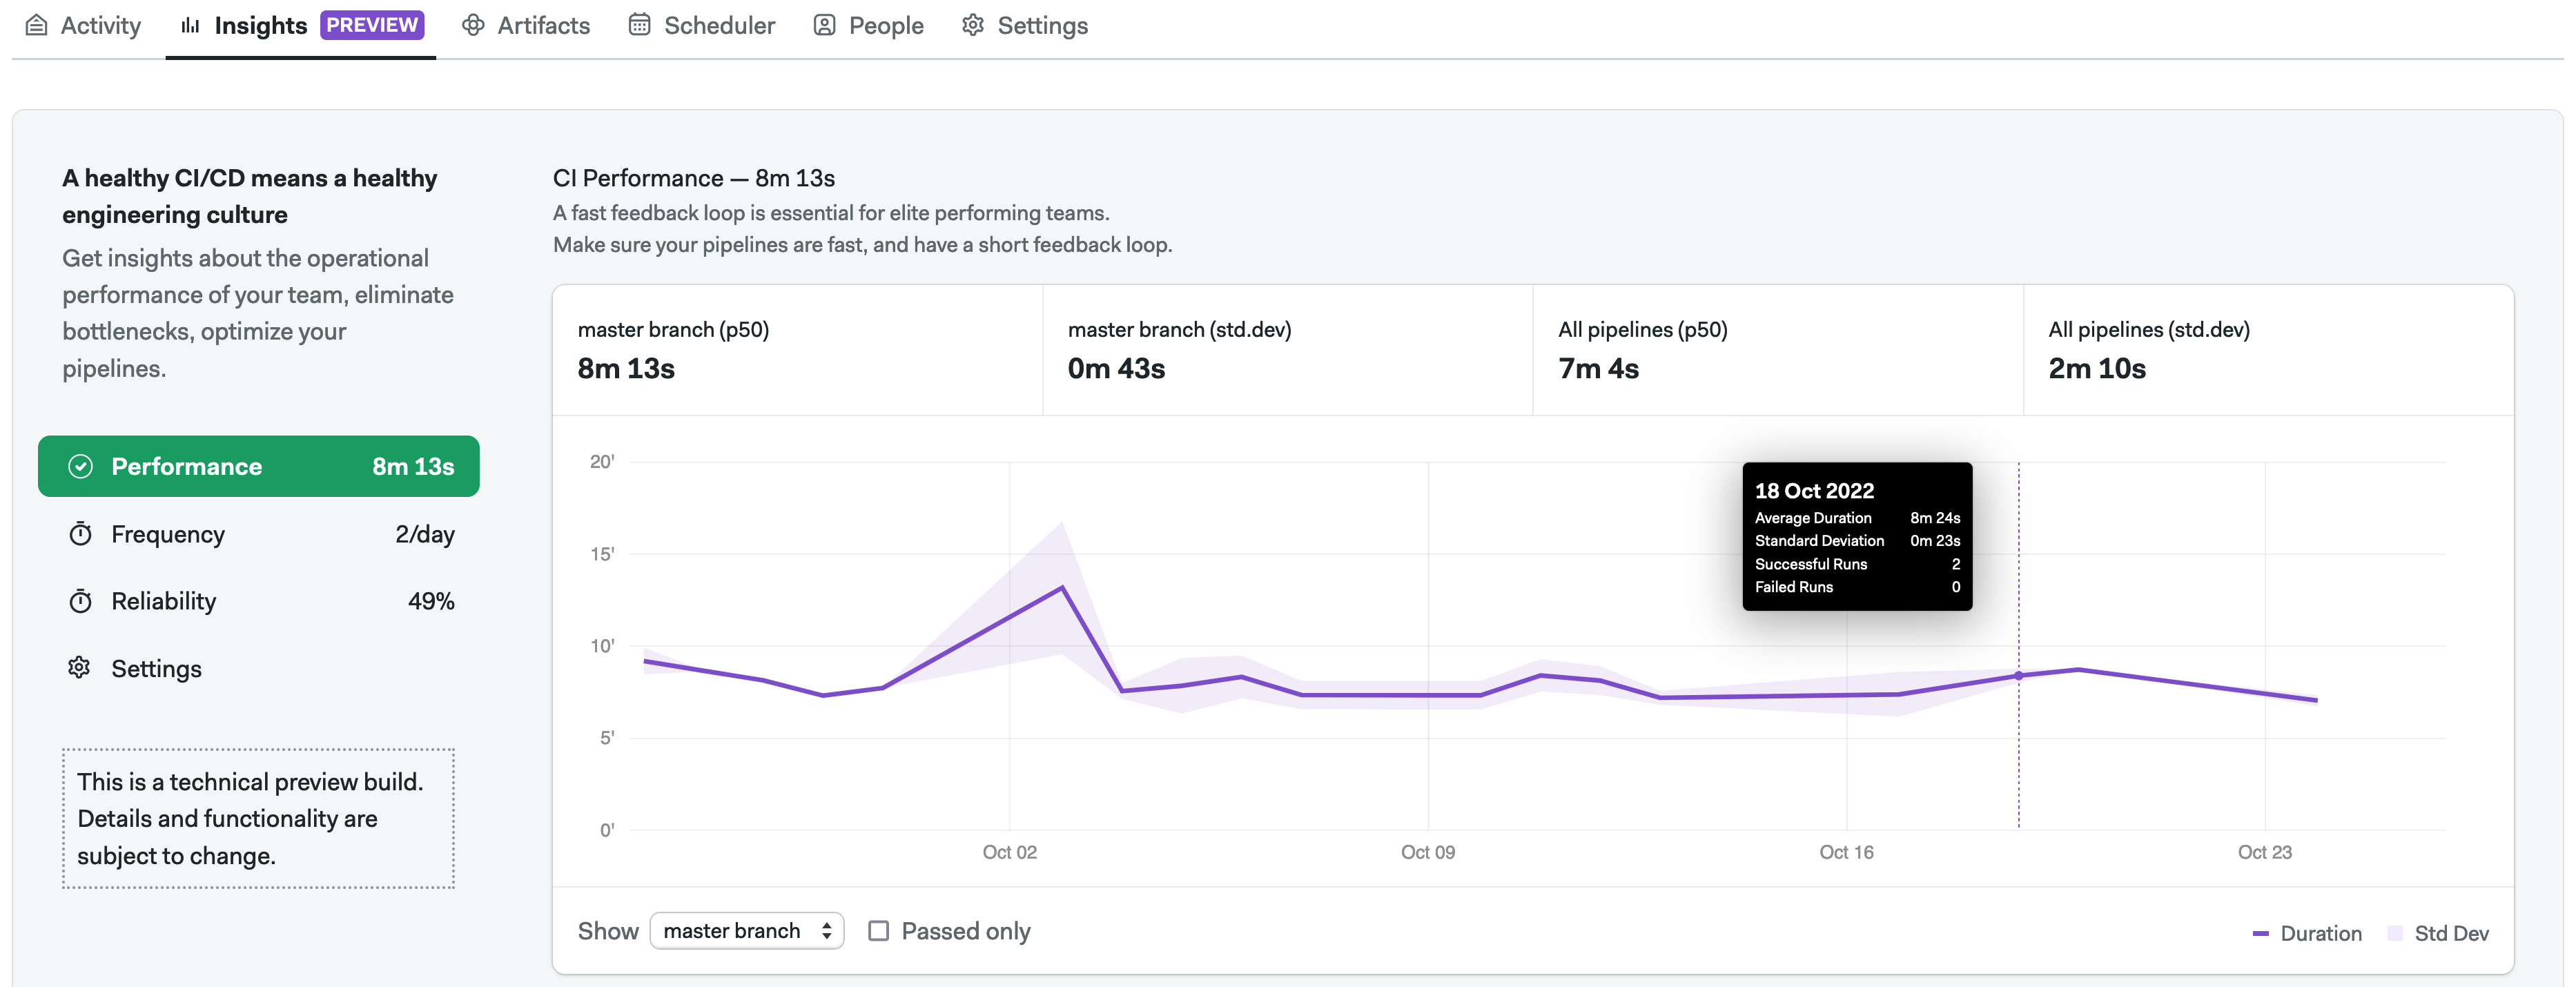 Activity
Insights PREVIEW
Artifacts
Scheduler
People
Settings
A healthy CI/CD means a healthy
engineering culture
Get insights about the operational
performance of your team, eliminate
bottlenecks, optimize your
pipelines.
Performance 8m 13s
Frequency 2/day
Reliability 49%
Settings
This is a technical preview build.
Details and functionality are
subject to change.
CI Performance — 8m 13s
A fast feedback loop is essential for elite performing teams.
Make sure your pipelines are fast, and have a short feedback loop.
master branch (p50)
8m 13s
master branch (std.dev)
0m 43s
All pipelines (p50)
7m 4s
All pipelines (std.dev)
2m 10s
20'
15'
10'
5'
0'
18 Oct 2022
Average Duration 8m 24s
Standard Deviation 0m 23s
Successful Runs 2
Failed Runs 0
Oct 02
Oct 09
Oct 16
Oct 23
Show master branch Passed only
Duration Std Dev